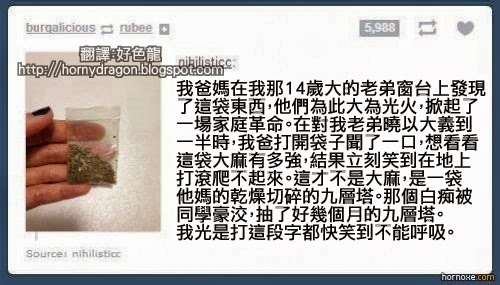 burgalicious rubee
5,988
翻譯:好色龍
http://hornydragon.blogspot.com
nihilisticc:
我爸媽在我那14歲大的老弟窗台上發現
了這袋東西,他們為此大為光火,掀起了
一場家庭革命。在對我老弟曉以大義到
一半時,我爸打開袋子聞了一口,想看看
這袋大麻有多強,結果立刻笑到在地上
打滾爬不起來。這才不是大麻,是一袋
他媽的乾燥切碎的九層塔。那個白痴被
同學豪洨,抽了好幾個月的九層塔。
我光是打這段字都快笑到不能呼吸。
Source: nihilisticc
hornoxe.com